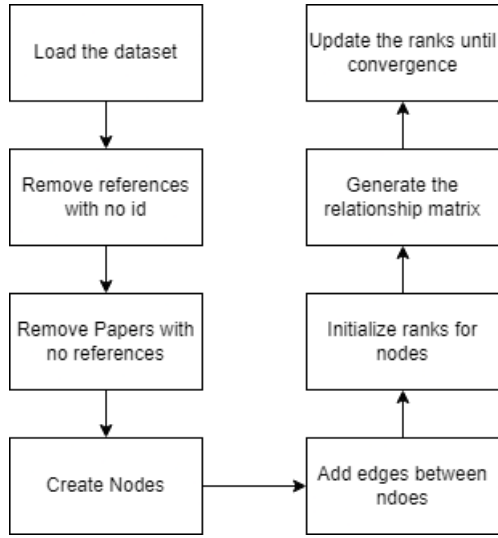 Load the dataset
Remove references
with no id
Remove Papers with
no references
Create Nodes
Add edges between
ndoes
Initialize ranks for
nodes
Generate the
relationship matrix
Update the ranks until
convergence